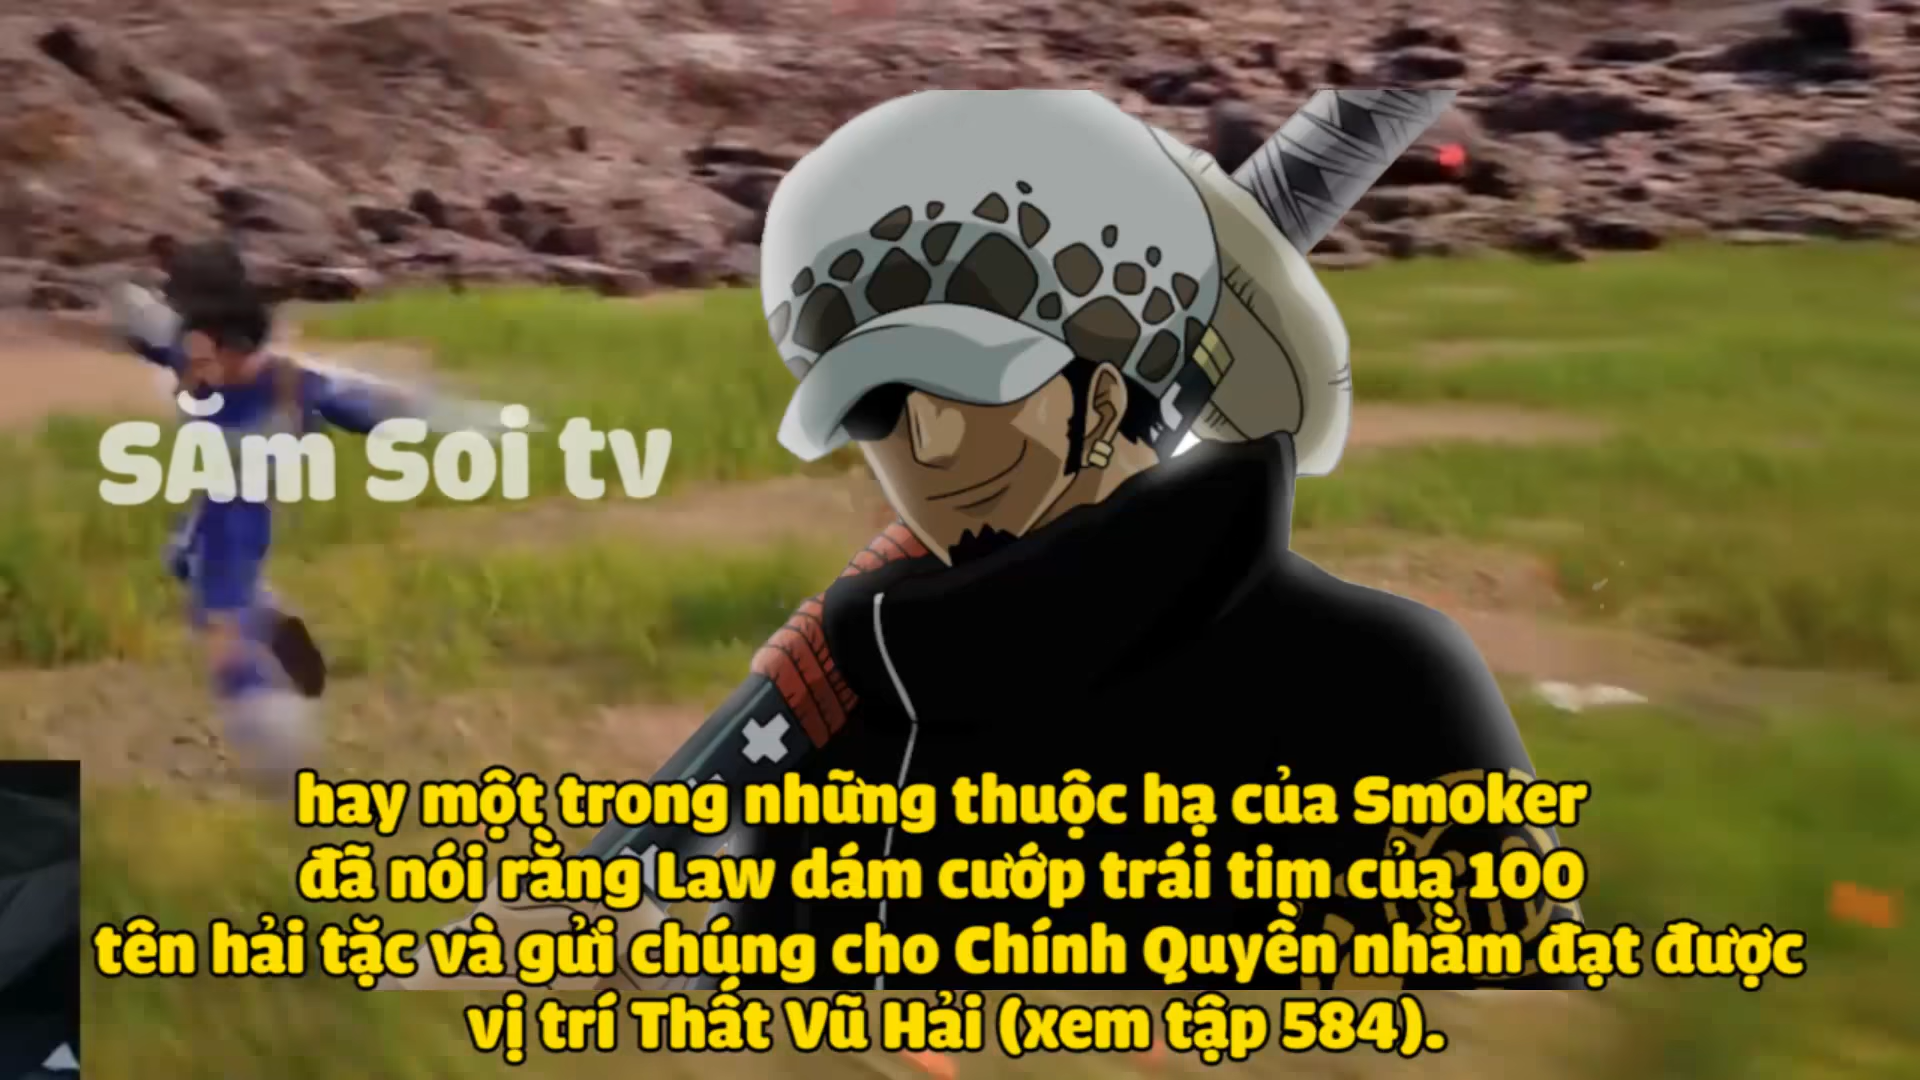 SĂm Soi tv
hay một trong những thuộc hạ của Smoker
đã nói rằng Law dám cướp trái tim của 100
tên hải tặc và gửi chúng cho Chính Quyền nhằm đạt được
vị trí Thất Vũ Hải (xem tập 584).